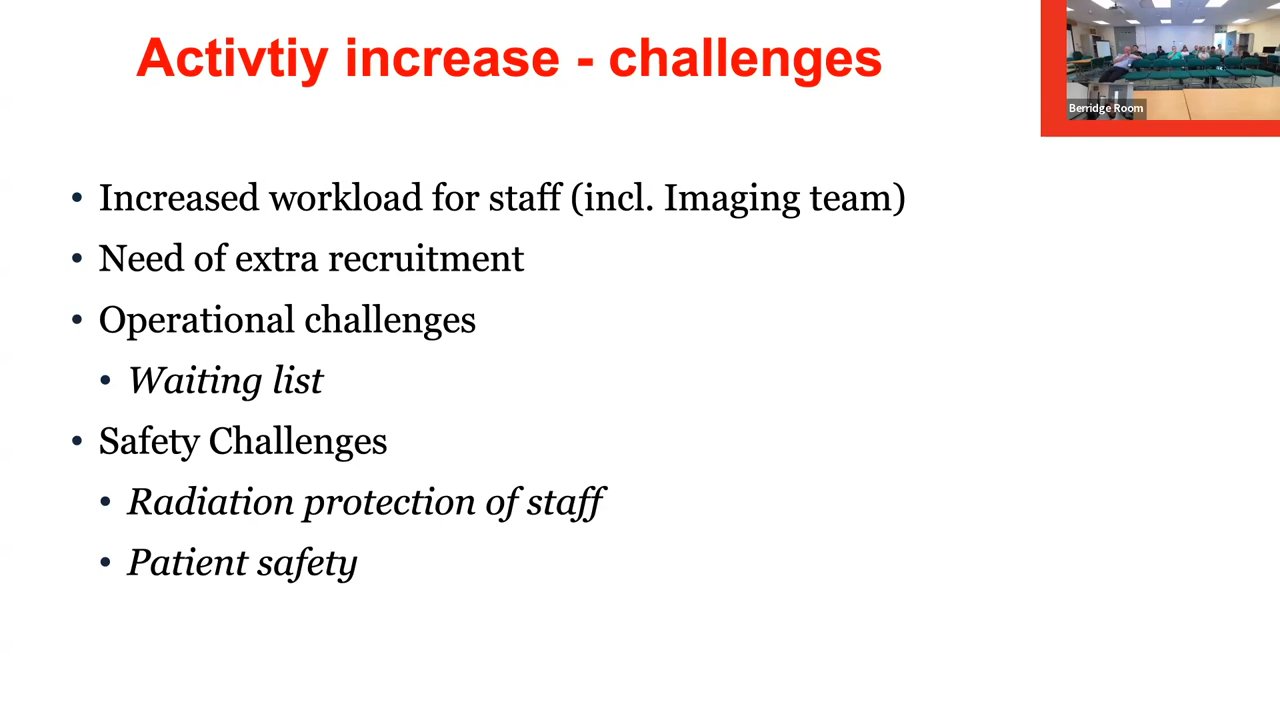 Activtiy increase - challenges
Berridge Room
• Increased workload for staff (incl. Imaging team)
• Need of extra recruitment
• Operational challenges
• Waiting list
• Safety Challenges
• Radiation protection of staff
• Patient safety